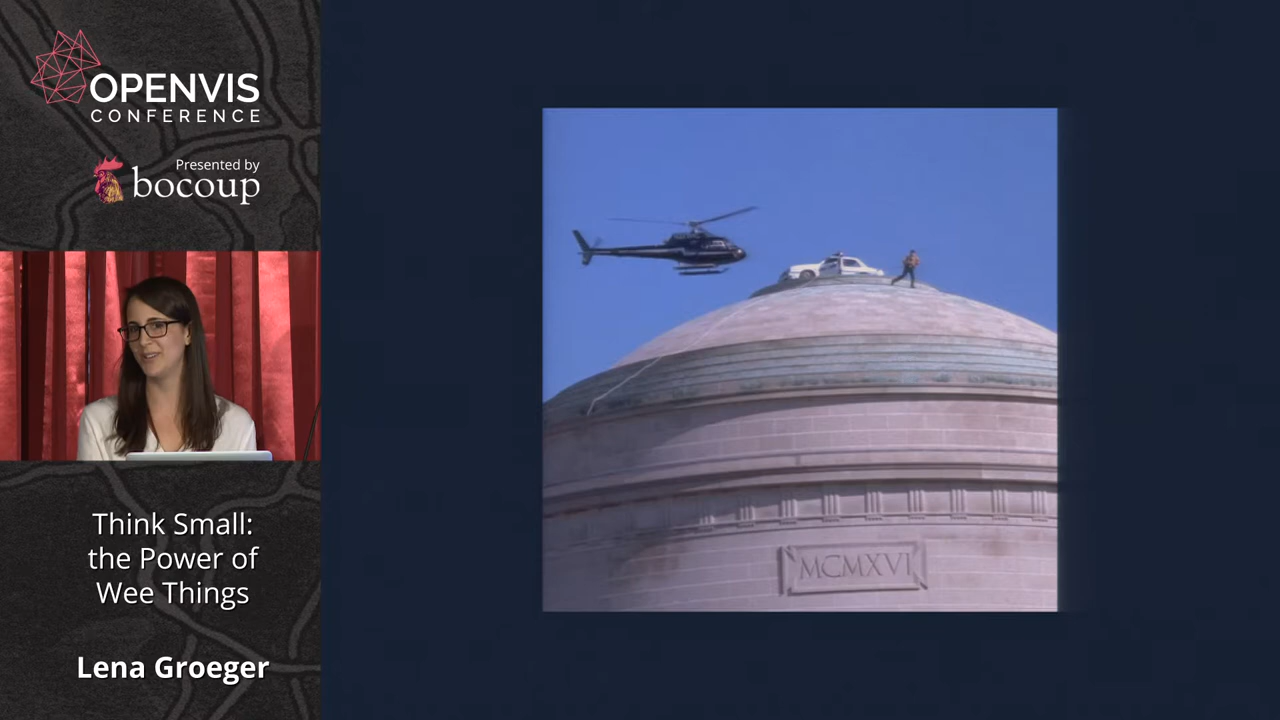 OPENVIS
CONFERENCE
Presented by
bocoup
Think Small:
the Power of
Wee Things
Lena Groeger
MCMXVI